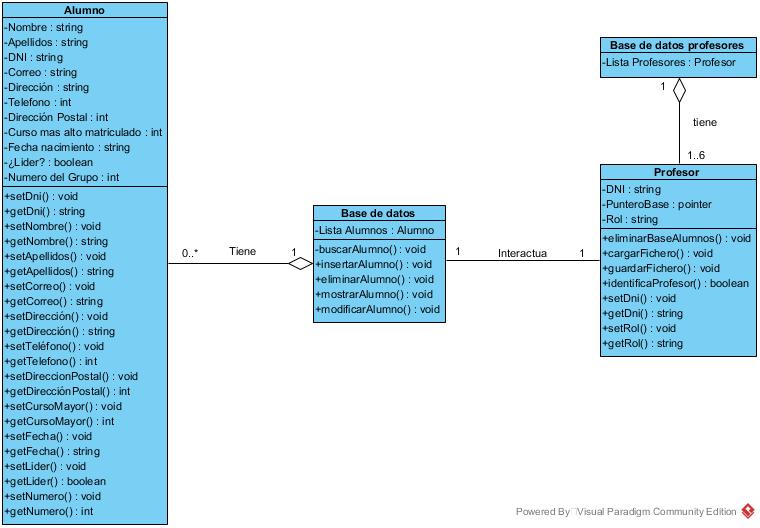 Alumno
-Nombre : string
-Apellidos : string
-DNI : string
-Correo : string
-Dirección : string
-Telefono : int
-Dirección Postal : int
-Curso mas alto matriculado : int
-Fecha nacimiento : string
-¿Lider? : boolean
-Numero del Grupo : int
+setDni() : void
+getDni() : string
+setNombre() : void
+getNombre() : string
+setApellidos() : void
+getApellidos() : string
+setCorreo() : void
+getCorreo() : string
+setDirección() : void
+getDirección() : string
+setTeléfono() : void
+getTelefono() : int
+setDireccionPostal() : void
+getDirecciónPostal() : int
+setCursoMayor() : void
+getCursoMayor() : int
+setFecha() : void
+getFecha() : string
+setLider() : void
+getLider() : boolean
+setNumero() : void
+getNumero() : int
0..*
Tiene
1
Base de datos
-Lista Alumnos : Alumno
-buscarAlumno() : void
+insertarAlumno() : void
+eliminarAlumno() : void
+mostrarAlumno() : void
+modificarAlumno() : void
1
Interactua
1
Base de datos profesores
-Lista Profesores : Profesor
1
tiene
1..6
Profesor
-DNI : string
-PunteroBase : pointer
-Rol : string
+eliminarBaseAlumnos() : void
+cargarFichero() : void
+guardarFichero() : void
+identificaProfesor() : boolean
+setDni() : void
+getDni() : string
+setRol() : void
+getRol() : string
Powered By Visual Paradigm Community Edition